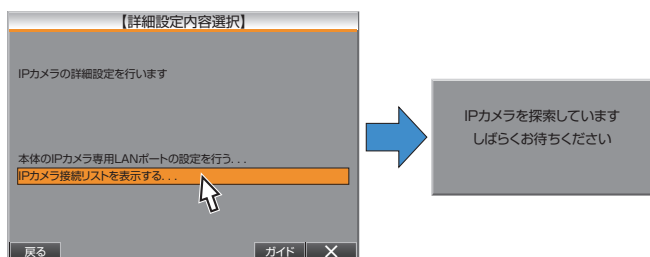 【詳細設定内容選択】
IPカメラの詳細設定を行います
本体のIPカメラ専用LANポートの設定を行う...
IPカメラ接続リストを表示する...
戻る
ガイド
IPカメラを探索しています
しばらくお待ちください